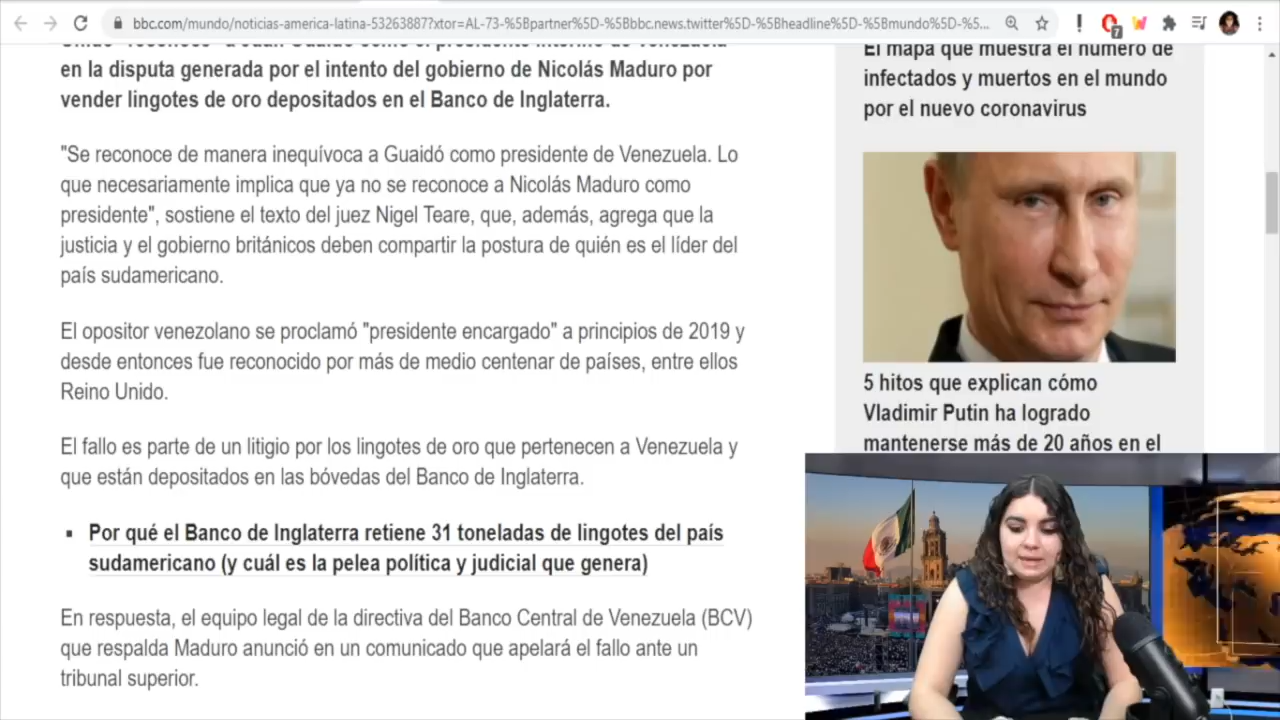 bbc.com/mundo/noticias-america-latina-53263887?xtor=AL-73-%5Bpartner%5D-%5Bbbc.news.twitter%5D-%5Bheadline%5D-%5Bmundo%5D-%5...
7
Unido "reconoce" a Juan Guaidó como el presidente interino de Venezuela
en la disputa generada por el intento del gobierno de Nicolás Maduro por
vender lingotes de oro depositados en el Banco de Inglaterra.
"Se reconoce de manera inequívoca a Guaidó como presidente de Venezuela. Lo
que necesariamente implica que ya no se reconoce a Nicolás Maduro como
presidente", sostiene el texto del juez Nigel Teare, que, además, agrega que la
justicia y el gobierno británicos deben compartir la postura de quién es el líder del
país sudamericano.
El opositor venezolano se proclamó "presidente encargado" a principios de 2019 y
desde entonces fue reconocido por más de medio centenar de países, entre ellos
Reino Unido.
El fallo es parte de un litigio por los lingotes de oro que pertenecen a Venezuela y
que están depositados en las bóvedas del Banco de Inglaterra.
Por qué el Banco de Inglaterra retiene 31 toneladas de lingotes del país
sudamericano (y cuál es la pelea política y judicial que genera)
En respuesta, el equipo legal de la directiva del Banco Central de Venezuela (BCV)
que respalda Maduro anunció en un comunicado que apelará el fallo ante un
tribunal superior.
El mapa que muestra el número de
infectados y muertos en el mundo
por el nuevo coronavirus
5 hitos que explican cómo
Vladimir Putin ha logrado
mantenerse más de 20 años en el